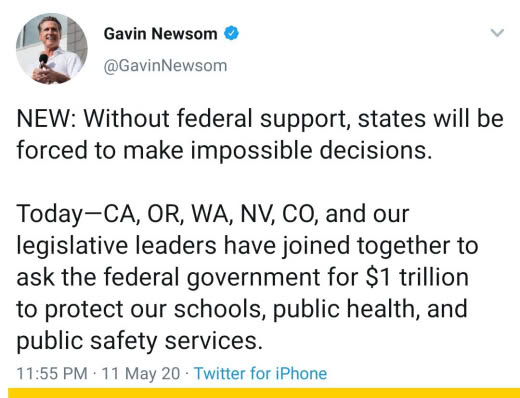 Gavin Newsom
@GavinNewsom
NEW: Without federal support, states will be
forced to make impossible decisions.
Today—CA, OR, WA, NV, CO, and our
legislative leaders have joined together to
ask the federal government for $1 trillion
to protect our schools, public health, and
public safety services.
11:55 PM · 11 May 20 · Twitter for iPhone